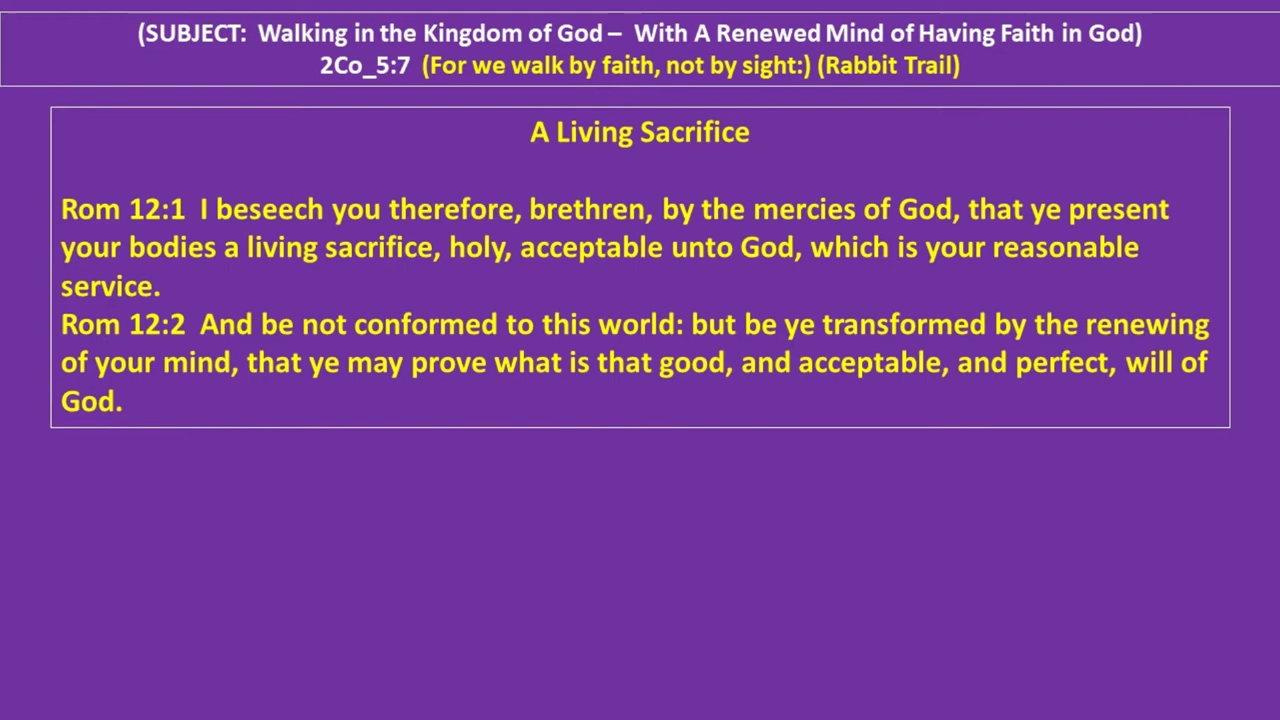 (SUBJECT:  Walking in the Kingdom of God –  With A Renewed Mind of Having Faith in God)
2Co_5:7  (For we walk by faith, not by sight:) (Rabbit Trail)
A Living Sacrifice
Rom 12:1  I beseech you therefore, brethren, by the mercies of God, that ye present
your bodies a living sacrifice, holy, acceptable unto God, which is your reasonable
service.
Rom 12:2  And be not conformed to this world: but be ye transformed by the renewing
of your mind, that ye may prove what is that good, and acceptable, and perfect, will of
God.